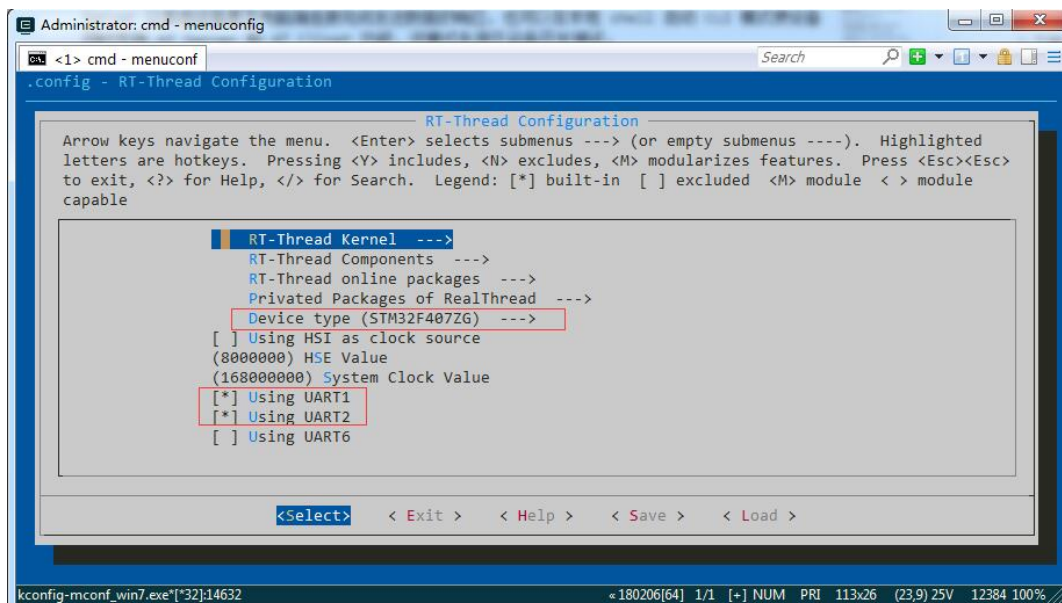 Administrator: cmd - menuconfig
<1> cmd - menuconf
Search
.config - RT-Thread Configuration
RT-Thread Configuration
Arrow keys navigate the menu. <Enter> selects submenus ---> (or empty submenus ----). Highlighted
letters are hotkeys. Pressing <Y> includes, <N> excludes, <M> modularizes features. Press <Esc><Esc>
to exit, <?> for Help, </> for Search. Legend: [*] built-in [ ] excluded <M> module < > module
capable
RT-Thread Kernel --->
RT-Thread Components --->
RT-Thread online packages --->
Privated Packages of RealThread --->
Device type (STM32F407ZG) --->
[ ] Using HSI as clock source
(8000000) HSE Value
(168000000) System Clock Value
[*] Using UART1
[*] Using UART2
[ ] Using UART6
<Select> < Exit > < Help > < Save > < Load >
kconfig-mconf_win7.exe*[*32]:14632 «180206[64] 1/1 [+] NUM PRI 113x26 (23,9) 25V 12384 100%